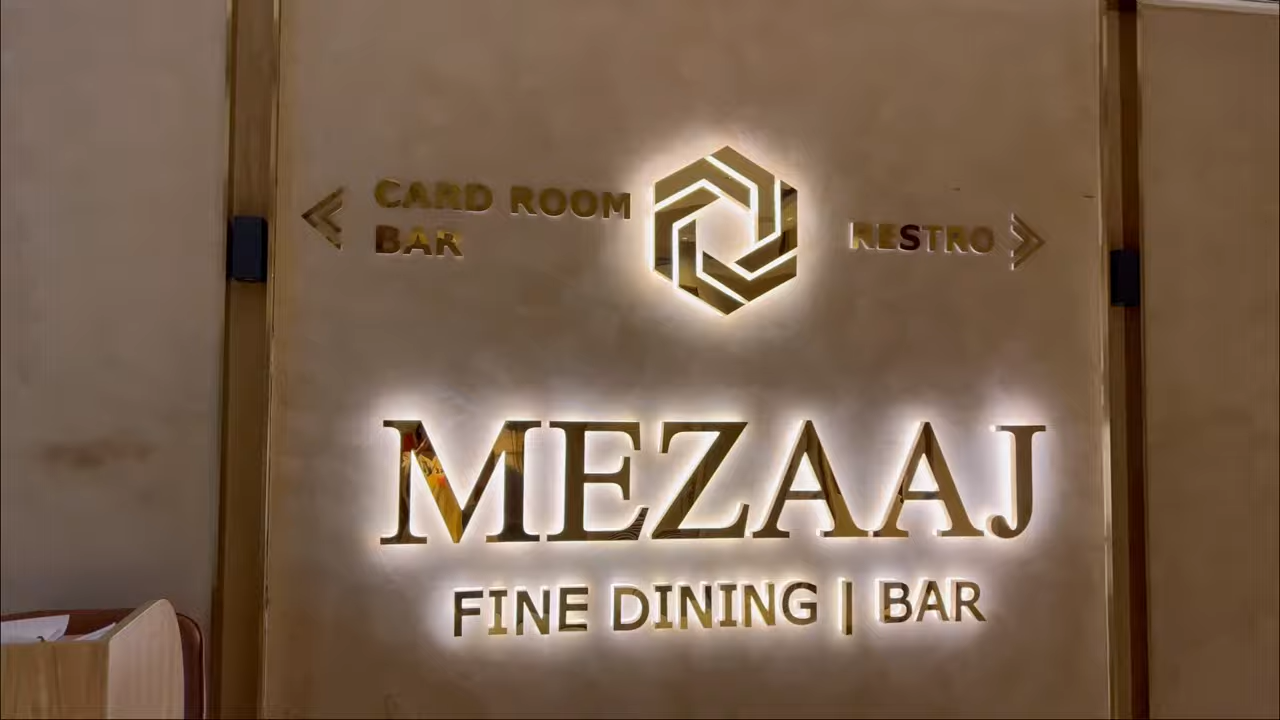 CARD ROOM
BAR
RESTRO
MEZAAJ
FINE DINING | BAR